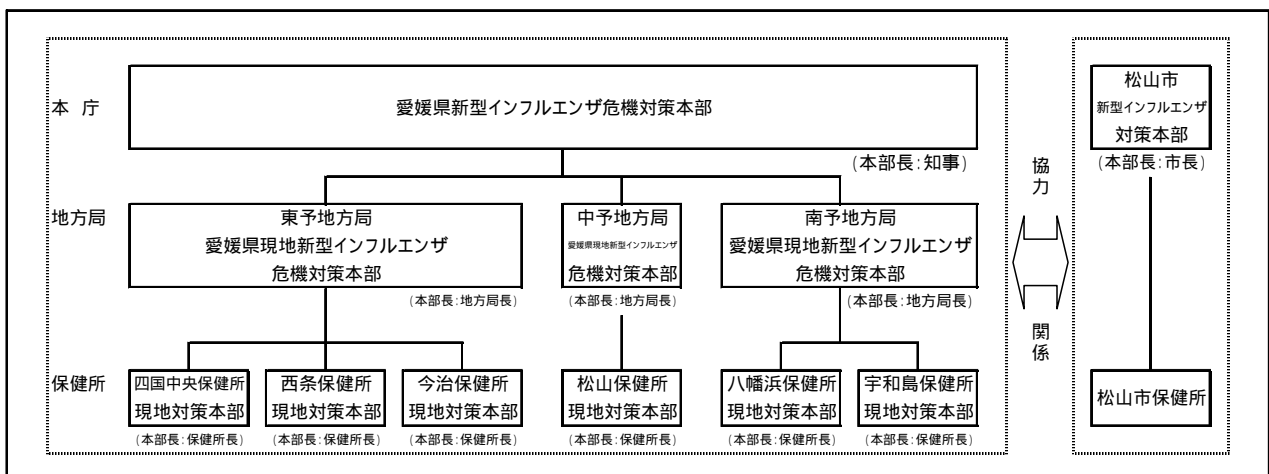 本 庁
愛媛県新型インフルエンザ危機対策本部
(本部長:知事)
地方局
東予地方局
愛媛県現地新型インフルエンザ
危機対策本部
(本部長:地方局長)
中予地方局
愛媛県現地新型インフルエンザ
危機対策本部
(本部長:地方局長)
南予地方局
愛媛県現地新型インフルエンザ
危機対策本部
(本部長:地方局長)
保健所
四国中央保健所
現地対策本部
(本部長:保健所長)
西条保健所
現地対策本部
(本部長:保健所長)
今治保健所
現地対策本部
(本部長:保健所長)
松山保健所
現地対策本部
(本部長:保健所長)
八幡浜保健所
現地対策本部
(本部長:保健所長)
宇和島保健所
現地対策本部
(本部長:保健所長)
協力
関係
松山市
新型インフルエンザ
対策本部
(本部長:市長)
松山市保健所